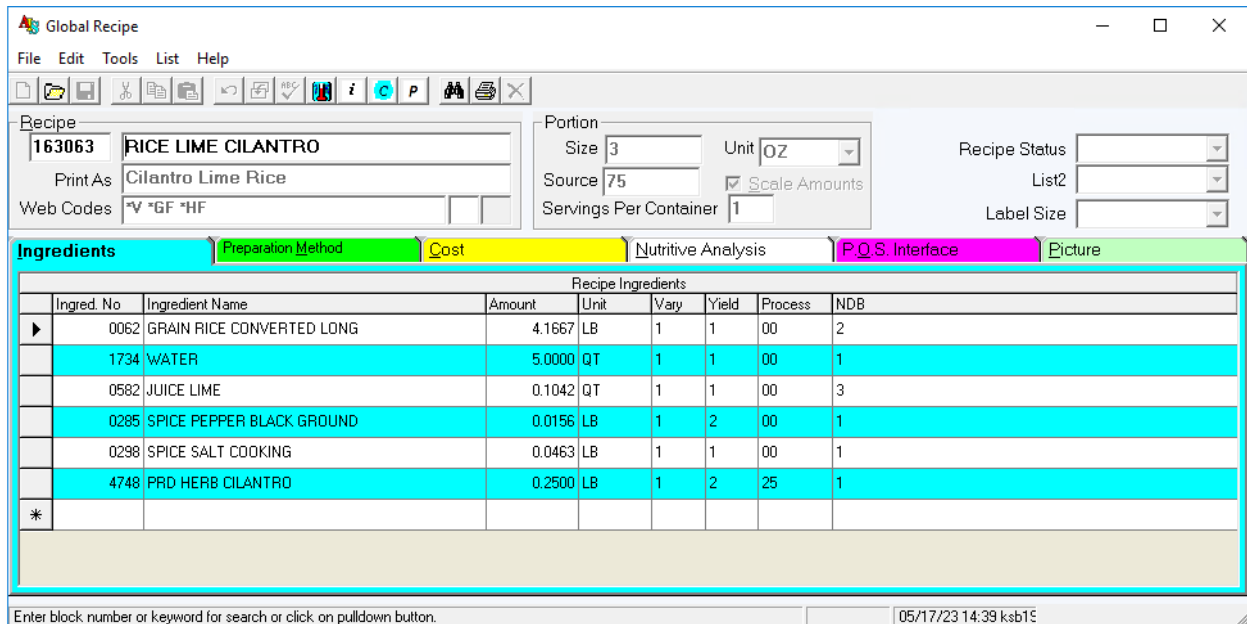 Global Recipe
File Edit Tools List Help
ABC i C P
Recipe
163063 RICE LIME CILANTRO
Print As Cilantro Lime Rice
Web Codes *V *GF *HF
Portion
Size 3 Unit OZ
Source 75 Scale Amounts
Servings Per Container 1
Recipe Status
List2
Label Size
Ingredients Preparation Method Cost Nutritive Analysis P.O.S. Interface Picture
Recipe Ingredients
Ingred. No Ingredient Name Amount Unit Vary Yield Process NDB
0062 GRAIN RICE CONVERTED LONG 4.1667 LB 1 1 00 2
1734 WATER 5.0000 QT 1 1 00 1
0582 JUICE LIME 0.1042 QT 1 1 00 3
0285 SPICE PEPPER BLACK GROUND 0.0156 LB 1 2 00 1
0298 SPICE SALT COOKING 0.0463 LB 1 1 00 1
4748 PRD HERB CILANTRO 0.2500 LB 1 2 25 1
Enter block number or keyword for search or click on pulldown button. 05/17/23 14:39